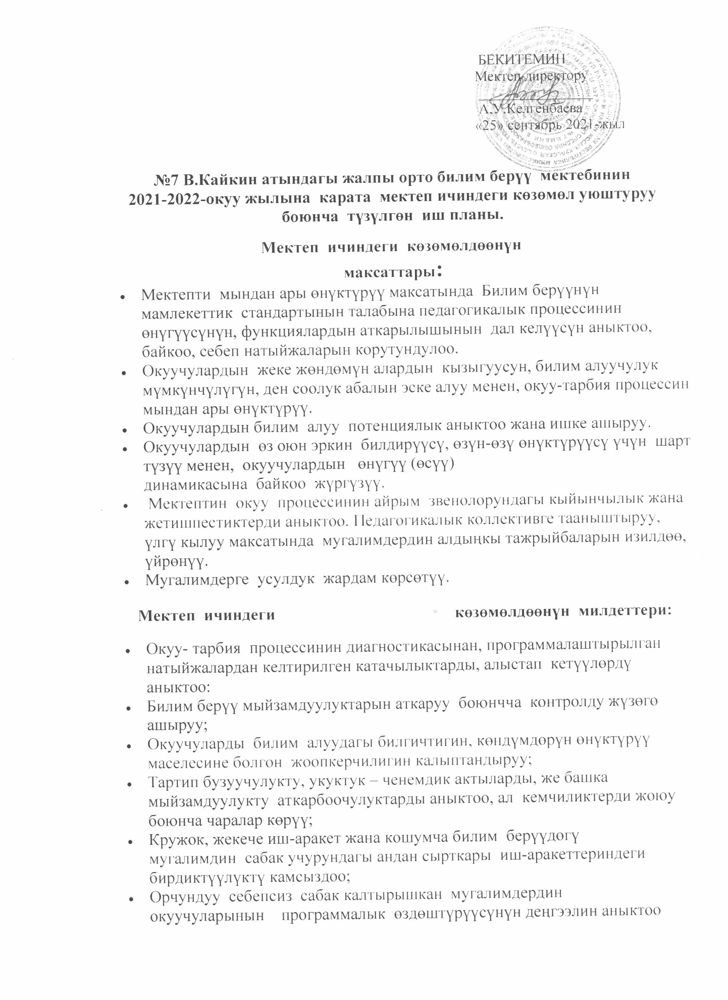 БЕКИТЕМИН
Мектеп директору
А.У.Келгенбаева
«25» сентябрь 2021-жыл
№7 В.Кайкин атындагы жалпы орто билим берүү мектебинин
2021-2022-окуу жылына карата мектеп ичиндеги көзөмөл уюштуруу
боюнча түзүлгөн иш планы.
Мектеп ичиндеги көзөмөлдөөнүн
максаттары:
• Мектепти мындан ары өнүктүрүү максатында Билим берүүнүн
мамлекеттик стандартынын талабына педагогикалык процессинин
өнүгүүсүнүн, функциялардын аткарылышынын дал келүүсүн аныктоо,
байкоо, себеп натыйжаларын корутундулоо.
• Окуучулардын жеке жөндөмүн алардын кызыгуусун, билим алуучулук
мүмкүнчүлүгүн, ден соолук абалын эске алуу менен, окуу-тарбия процессин
мындан ары өнүктүрүү.
• Окуучулардын билим алуу потенциялык аныктоо жана ишке ашыруу.
• Окуучулардын өз оюн эркин билдирүүсү, өзүн-өзү өнүктүрүүсү үчүн шарт
түзүү менен, окуучулардын өнүгүү (өсүү)
динамикасына байкоо жүргүзүү.
• Мектептин окуу процессинин айрым звенолорундагы кыйынчылык жана
жетишпестиктерди аныктоо. Педагогикалык коллективге тааныштыруу,
үлгү кылуу максатында мугалимдердин алдыңкы тажрыйбаларын изилдөө,
үйрөнүү.
• Мугалимдерге усулдук жардам көрсөтүү.
Мектеп ичиндеги көзөмөлдөөнүн милдеттери:
• Окуу- тарбия процессинин диагностикасынан, программалаштырылган
натыйжалардан келтирилген катачылыктарды, алыстап кетүүлөрдү
аныктоо:
• Билим берүү мыйзамдуулуктарын аткаруу боюнчча контролду жүзөгө
ашыруу;
• Окуучуларды билим алуудагы билгичтигин, көндүмдөрүн өнүктүрүү
маселесине болгон жоопкерчилигин калыптандыруу;
• Тартип бузуучулукту, укуктук – ченемдик актыларды, же башка
мыйзамдуулукту аткарбоочулуктарды аныктоо, ал кемчиликтерди жоюу
боюнча чаралар көрүү;
• Кружок, жекече иш-аракет жана кошумча билим берүүдөгү
мугалимдин сабак учурундагы андан сырткары иш-аракеттериндеги
бирдиктүүлүктү камсыздоо;
• Орчундуу себепсиз сабак калтырышкан мугалимдердин
окуучуларынын программалык өздөштүрүүсүнүн деңгээлин аныктоо